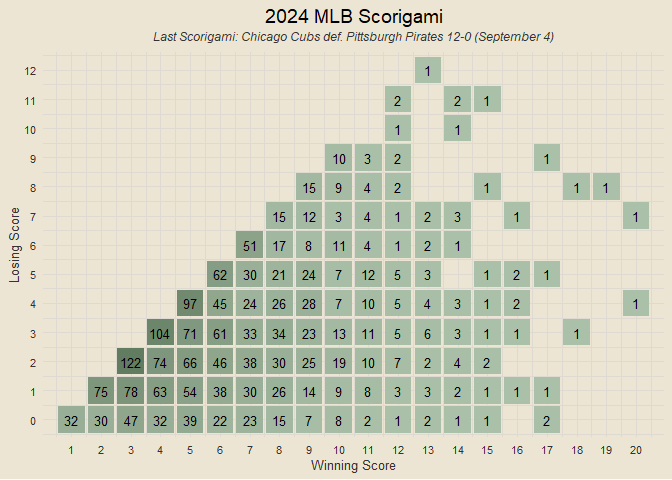 2024 MLB Scorigami
Last Scorigami: Chicago Cubs def. Pittsburgh Pirates 12-0 (September 4)
12 1
11 2 2 1
10 1 1
9 10 3 2 1
8 15 9 4 2 1 1 1
7 15 12 3 4 1 2 3 1 1
6 51 17 8 11 4 1 2 1
5 62 30 21 24 7 12 5 3 1 2 1
4 97 45 24 26 28 7 10 5 4 3 1 2 1
3 104 71 61 33 34 23 13 11 5 6 3 1 1 1
2 122 74 66 46 38 30 25 19 10 7 2 4 2
1 75 78 63 54 38 30 26 14 9 8 3 3 2 1 1 1
0 32 30 47 32 39 22 23 15 7 8 2 1 2 1 1 2
1 2 3 4 5 6 7 8 9 10 11 12 13 14 15 16 17 18 19 20
Winning Score
Losing Score